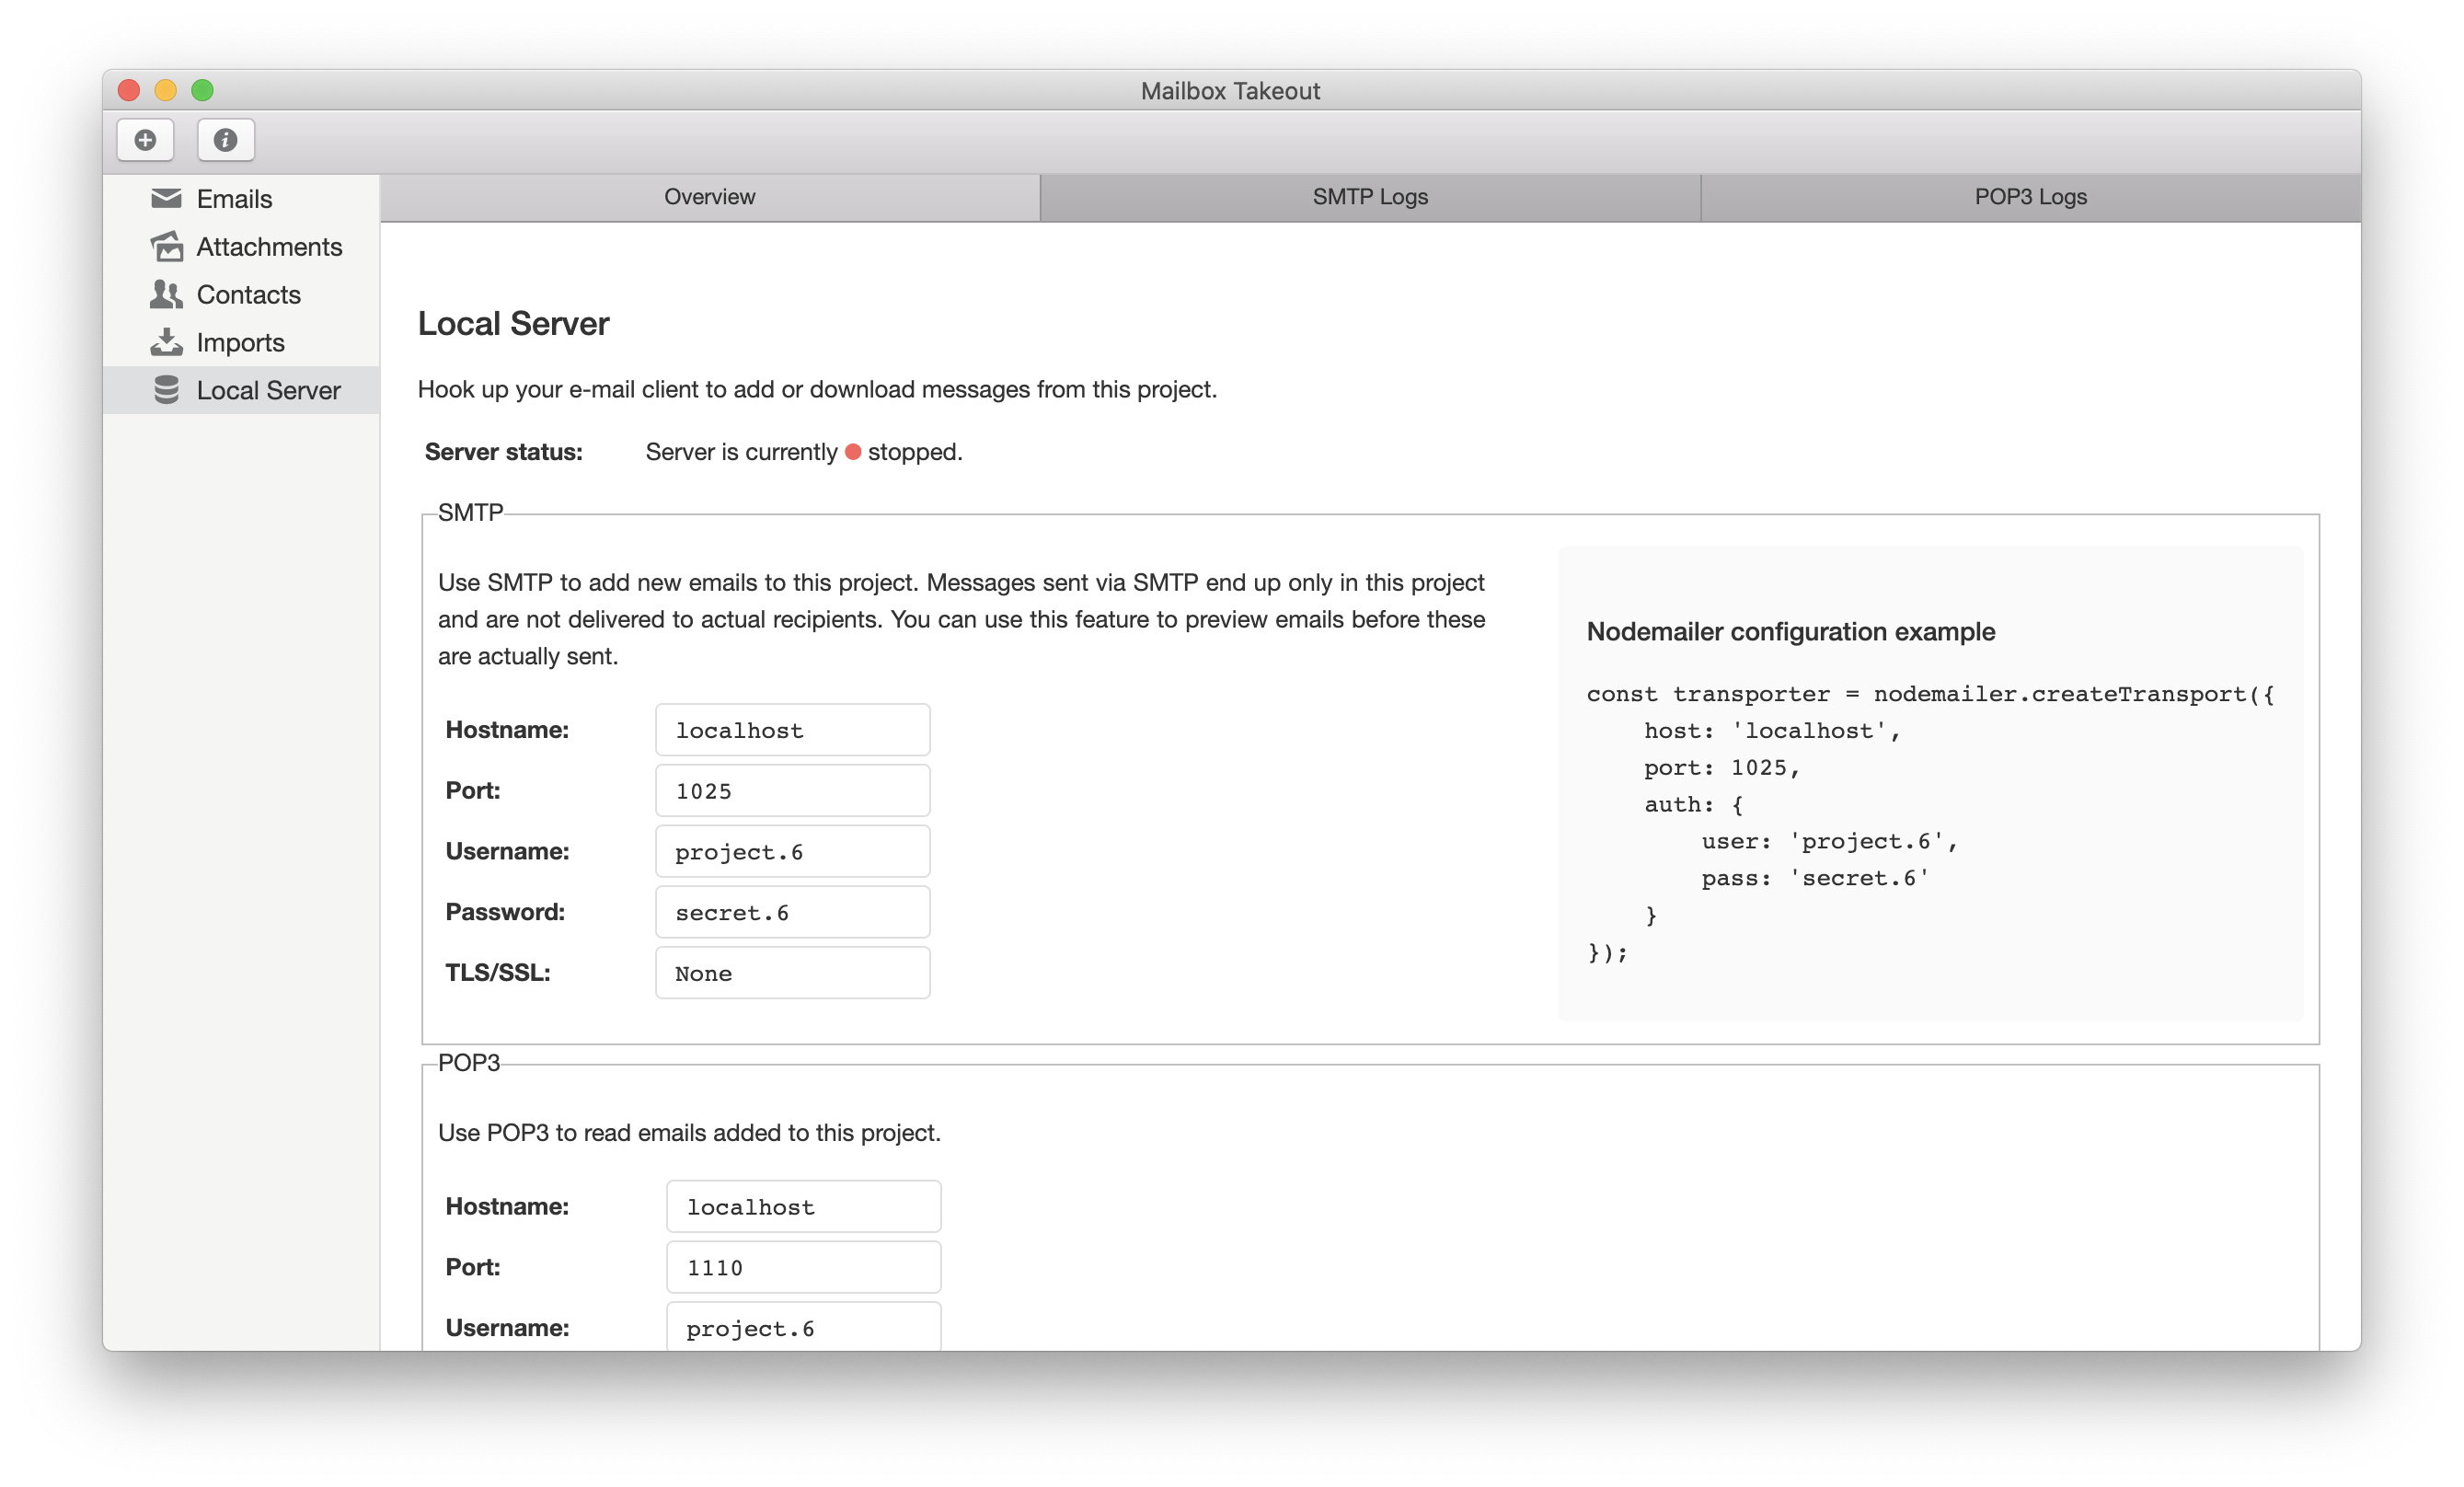 Mailbox Takeout
Emails
Attachments
Contacts
Imports
Local Server
Overview
SMTP Logs
POP3 Logs
Local Server
Hook up your e-mail client to add or download messages from this project.
Server status: Server is currently stopped.
SMTP
Use SMTP to add new emails to this project. Messages sent via SMTP end up only in this project
and are not delivered to actual recipients. You can use this feature to preview emails before these
are actually sent.
Hostname: localhost
Port: 1025
Username: project.6
Password: secret.6
TLS/SSL: None
Nodemailer configuration example
const transporter = nodemailer.createTransport({
    host: 'localhost',
    port: 1025,
    auth: {
        user: 'project.6',
        pass: 'secret.6'
    }
});
POP3
Use POP3 to read emails added to this project.
Hostname: localhost
Port: 1110
Username: project.6